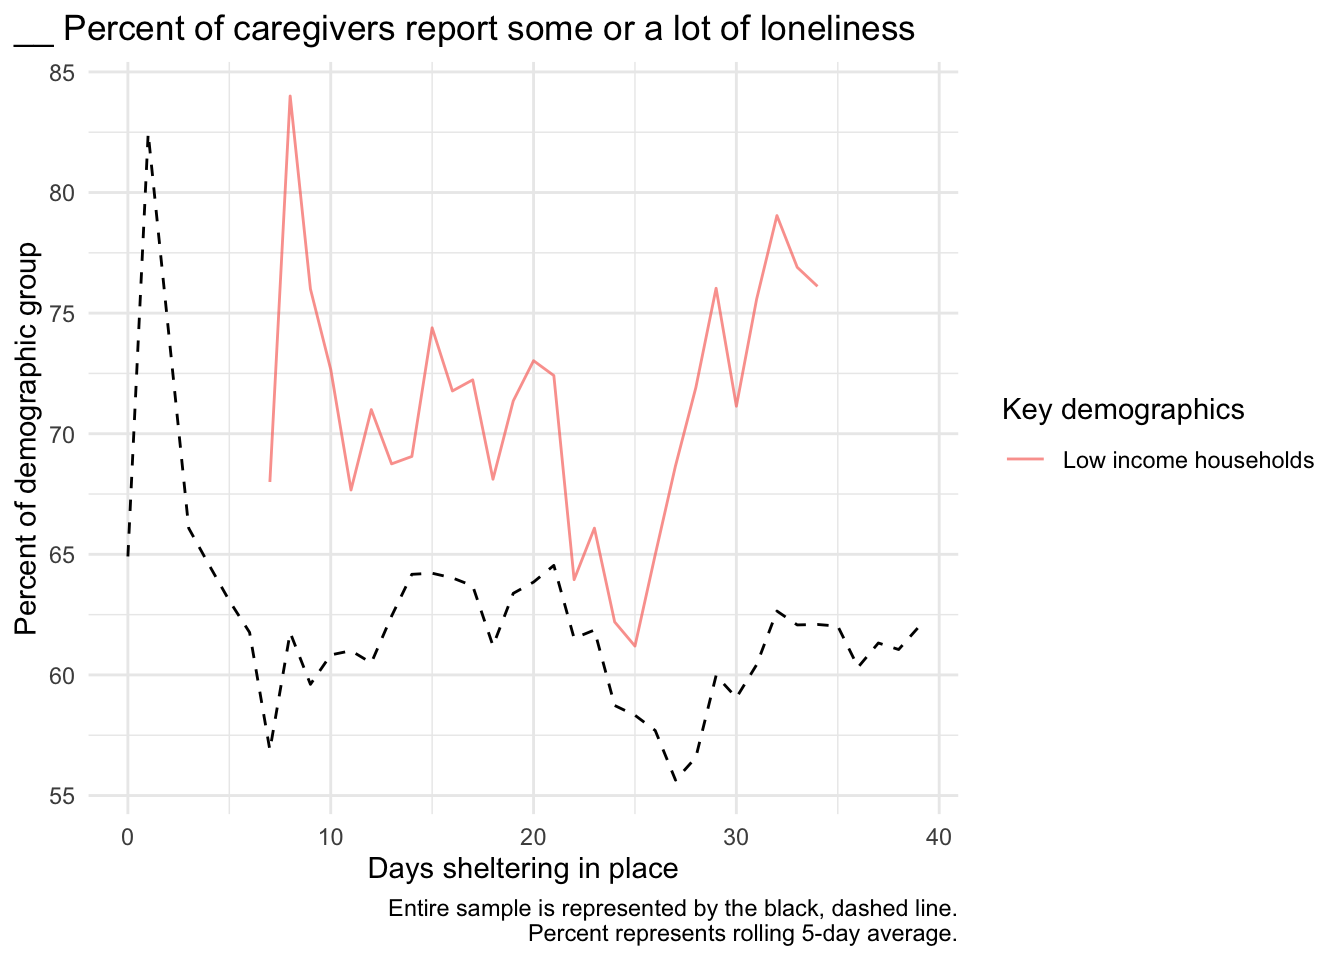 __ Percent of caregivers report some or a lot of loneliness
85
80
75
70
65
60
55
Percent of demographic group
0 10 20 30 40
Days sheltering in place
Key demographics
Low income households
Entire sample is represented by the black, dashed line.
Percent represents rolling 5-day average.